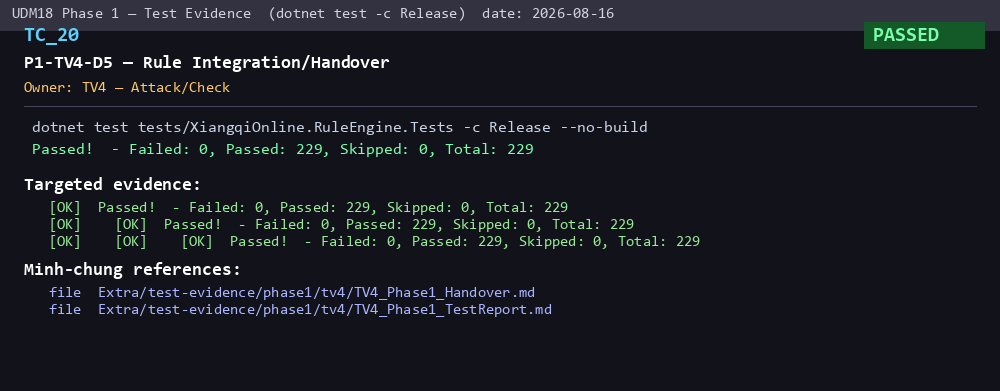 UDM18 Phase 1 — Test Evidence (dotnet test -c Release) date: 2026-08-16
TC_20
PASSED
P1-TV4-D5 — Rule Integration/Handover
Owner: TV4 — Attack/Check
dotnet test tests/XiangqiOnline.RuleEngine.Tests -c Release --no-build
Passed! - Failed: 0, Passed: 229, Skipped: 0, Total: 229
Targeted evidence:
[OK] Passed! - Failed: 0, Passed: 229, Skipped: 0, Total: 229
[OK] [OK] Passed! - Failed: 0, Passed: 229, Skipped: 0, Total: 229
[OK] [OK] [OK] Passed! - Failed: 0, Passed: 229, Skipped: 0, Total: 229
Minh-chung references:
file Extra/test-evidence/phase1/tv4/TV4_Phase1_Handover.md
file Extra/test-evidence/phase1/tv4/TV4_Phase1_TestReport.md